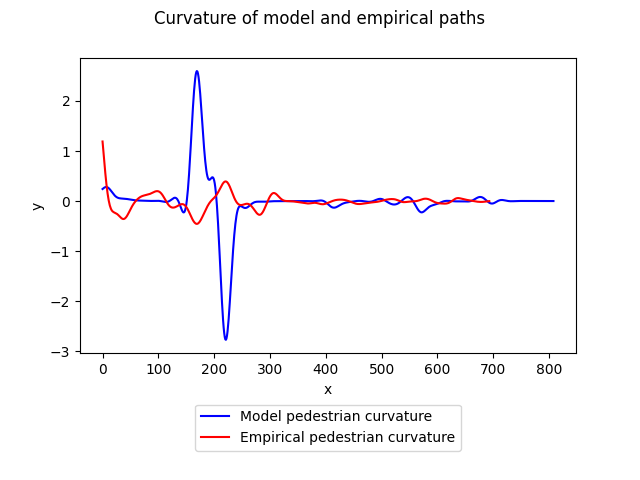 Curvature of model and empirical paths
2
1
0
−1
−2
−3
y
0 100 200 300 400 500 600 700 800
x
Model pedestrian curvature
Empirical pedestrian curvature